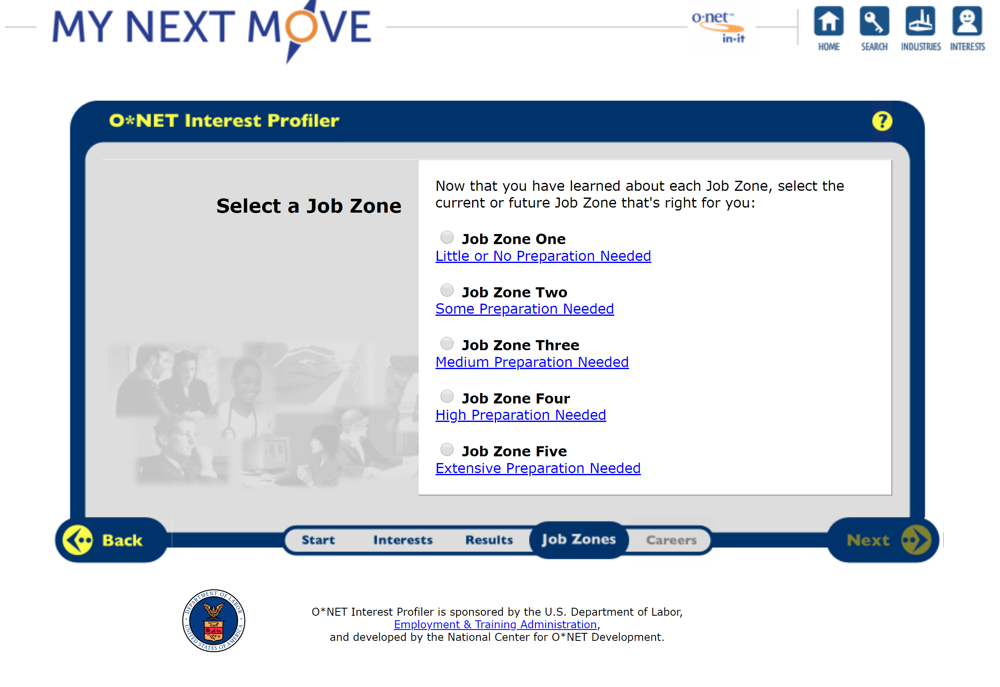 MY NEXT MOVE
o·net™
in·it
HOME
SEARCH
INDUSTRIES
INTERESTS
O*NET Interest Profiler
?
Select a Job Zone
Now that you have learned about each Job Zone, select the
current or future Job Zone that's right for you:
Job Zone One
Little or No Preparation Needed
Job Zone Two
Some Preparation Needed
Job Zone Three
Medium Preparation Needed
Job Zone Four
High Preparation Needed
Job Zone Five
Extensive Preparation Needed
Back
Start
Interests
Results
Job Zones
Careers
Next
DEPARTMENT OF LABOR
UNITED STATES OF AMERICA
O*NET Interest Profiler is sponsored by the U.S. Department of Labor,
Employment & Training Administration,
and developed by the National Center for O*NET Development.